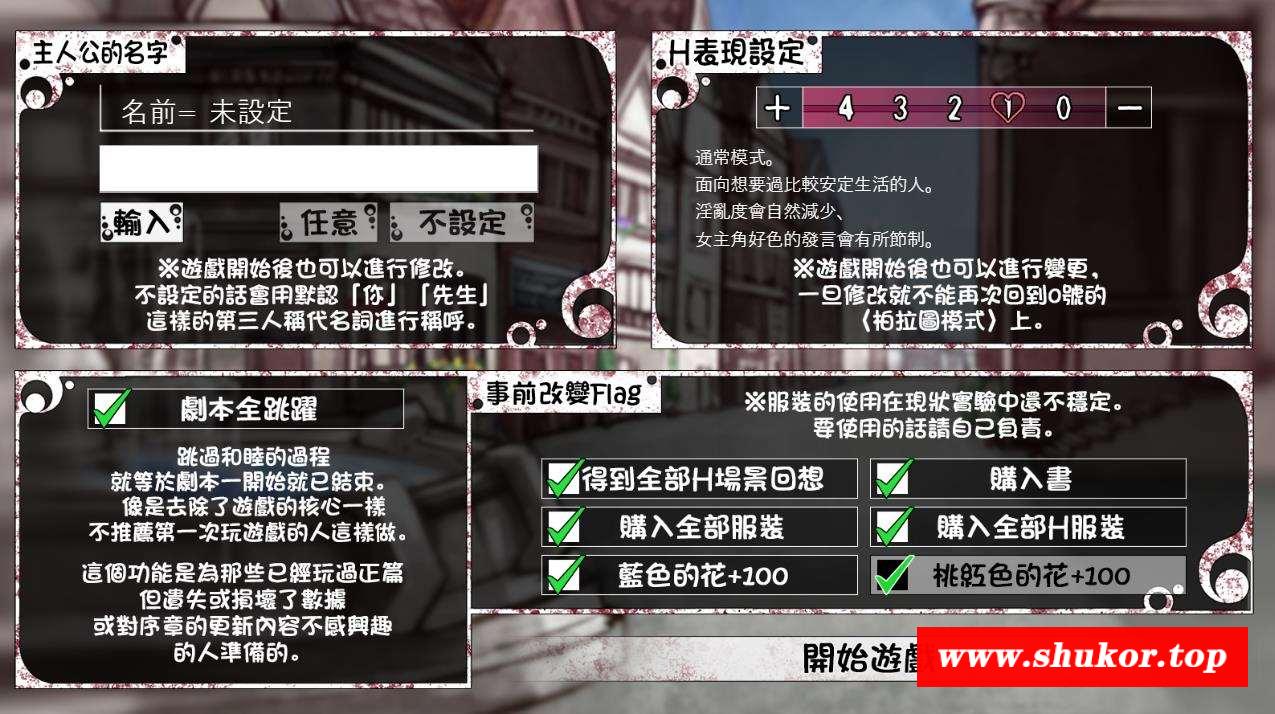 主人公的名字
名前= 未設定
輸入
任意
不設定
※遊戲開始後也可以進行修改。
不設定的話會用默認「你」「先生」
這樣的第三人稱代名詞進行稱呼。
H表現設定
+ 4 3 2 1 0 −
通常模式。
面向想要過比較安定生活的人。
淫亂度會自然減少、
女主角好色的發言會有所節制。
※遊戲開始後也可以進行變更，
一旦修改就不能再次回到0號的
〈柏拉圖模式〉上。
劇本全跳躍
跳過和睦的過程
就等於劇本一開始就已結束。
像是去除了遊戲的核心一樣
不推薦第一次玩遊戲的人這樣做。
這個功能是為那些已經玩過正篇
但遺失或損壞了數據
或對序章的更新內容不感興趣
的人準備的。
事前改變Flag
※服裝的使用在現狀實驗中還不穩定。
要使用的話請自己負責。
得到全部H場景回想
購入書
購入全部服裝
購入全部H服裝
藍色的花+100
桃紅色的花+100
開始遊戲
www.shukor.top